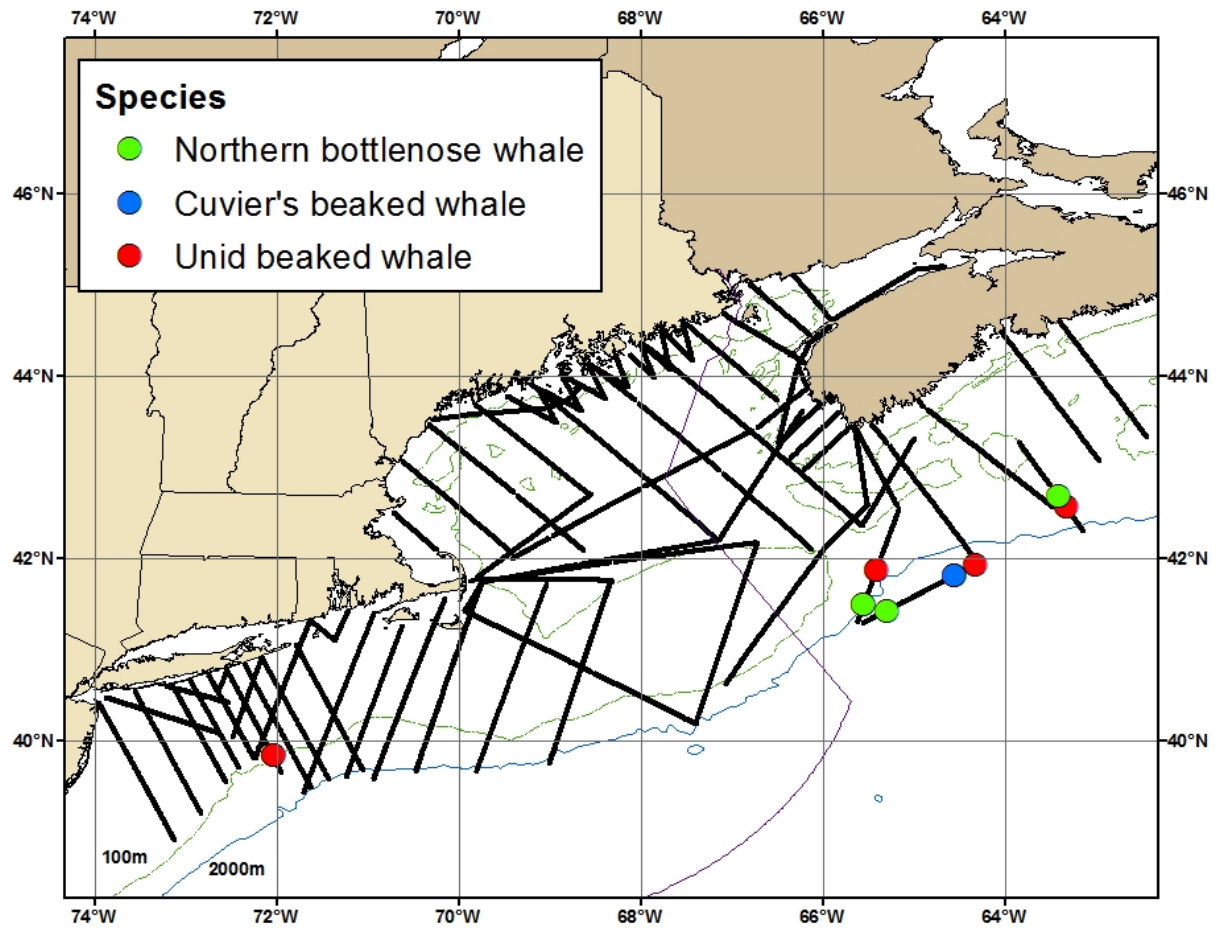 74°W 72°W 70°W 68°W 66°W 64°W
Species
Northern bottlenose whale
Cuvier's beaked whale
Unid beaked whale
46°N 46°N
44°N 44°N
42°N 42°N
40°N 40°N
100m
2000m
74°W 72°W 70°W 68°W 66°W 64°W